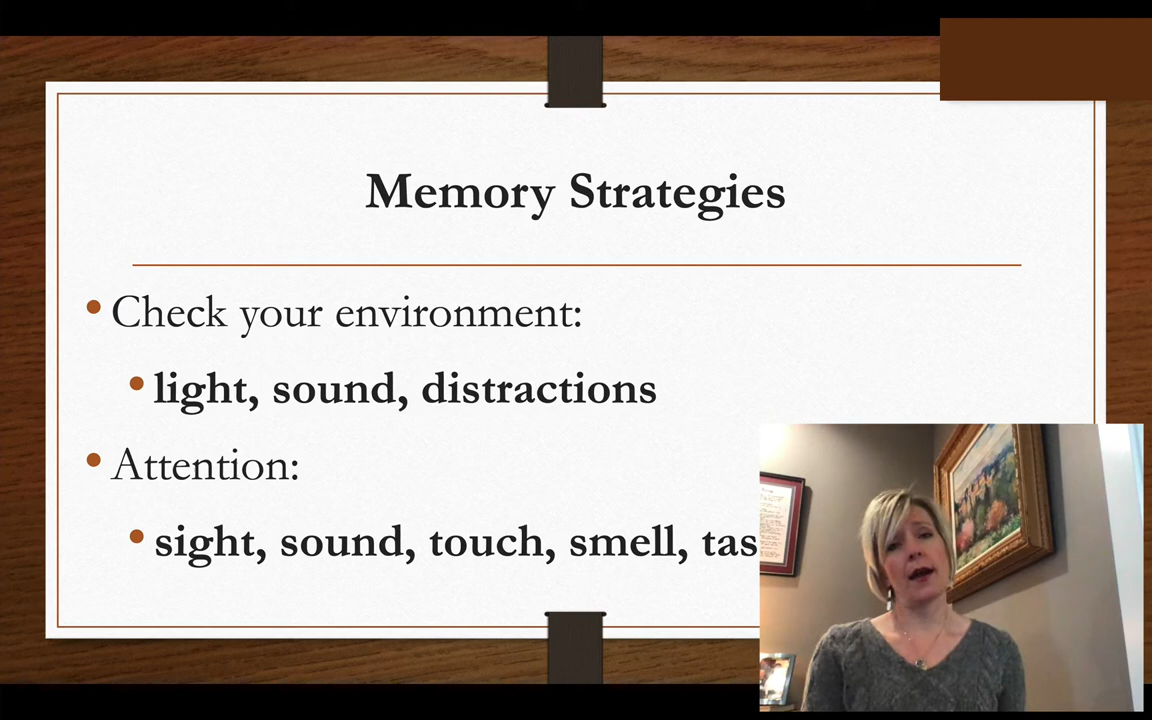 Memory Strategies
• Check your environment:
• light, sound, distractions
• Attention:
• sight, sound, touch, smell, tas